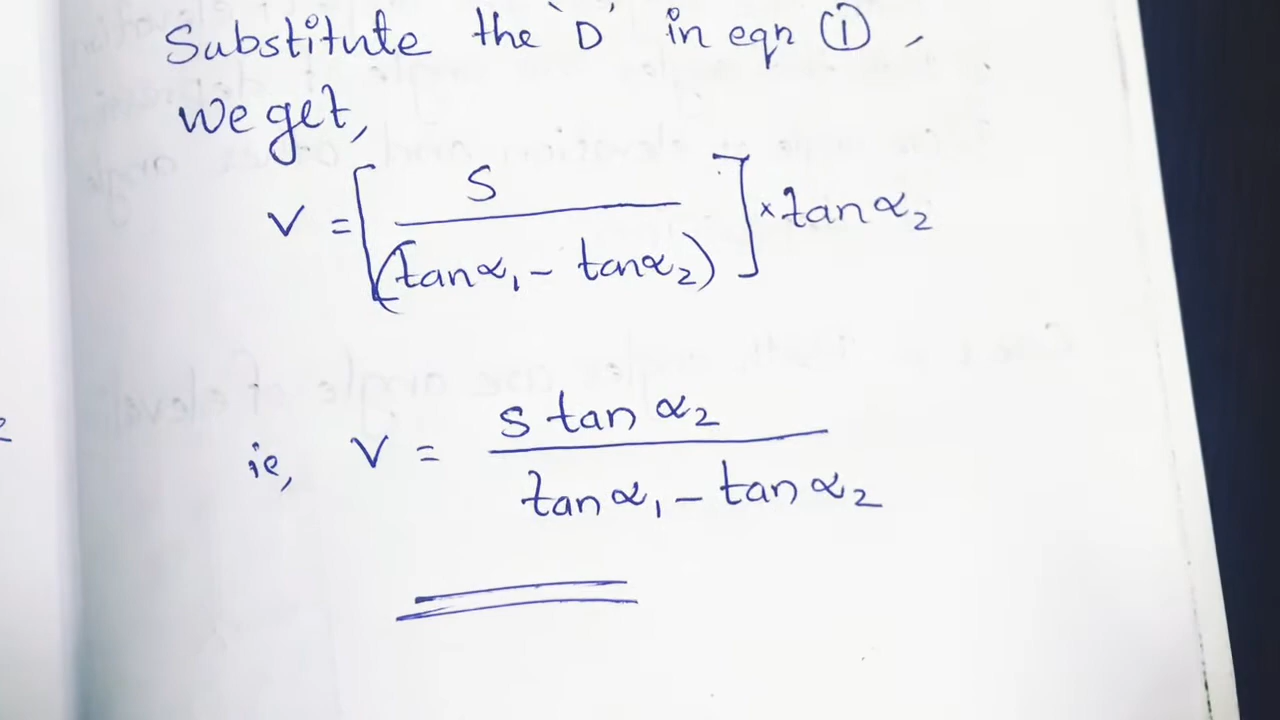 Substitute the 'D' in eqn ①,
we get,
V = [ S / (tanα₁ - tanα₂) ] × tanα₂
ie, V = S tan α₂ / tanα₁ - tanα₂